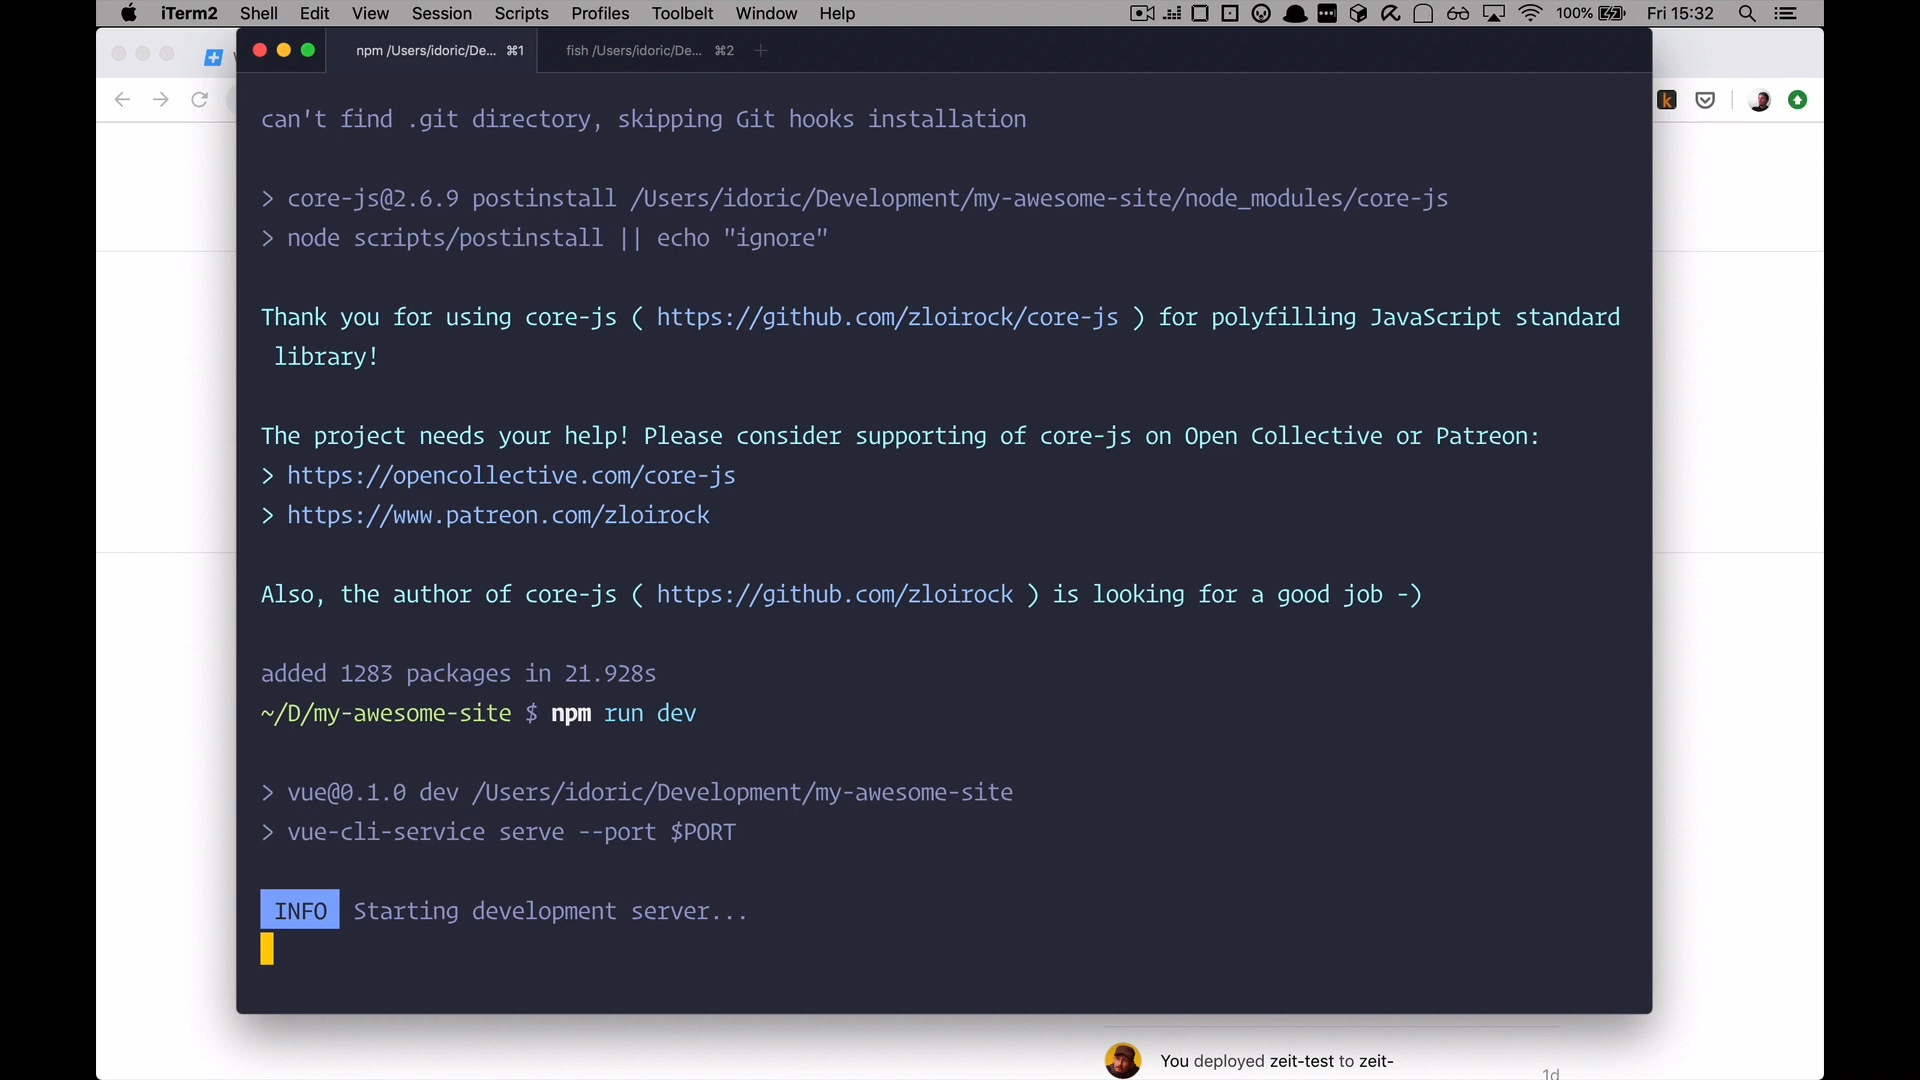 iTerm2 Shell Edit View Session Scripts Profiles Toolbelt Window Help 100% Fri 15:32
npm /Users/idoric/De... ⌘1 fish /Users/idoric/De... ⌘2 +
can't find .git directory, skipping Git hooks installation
> core-js@2.6.9 postinstall /Users/idoric/Development/my-awesome-site/node_modules/core-js
> node scripts/postinstall || echo "ignore"
Thank you for using core-js ( https://github.com/zloirock/core-js ) for polyfilling JavaScript standard
library!
The project needs your help! Please consider supporting of core-js on Open Collective or Patreon:
> https://opencollective.com/core-js
> https://www.patreon.com/zloirock
Also, the author of core-js ( https://github.com/zloirock ) is looking for a good job -)
added 1283 packages in 21.928s
~/D/my-awesome-site $ npm run dev
> vue@0.1.0 dev /Users/idoric/Development/my-awesome-site
> vue-cli-service serve --port $PORT
INFO Starting development server...
You deployed zeit-test to zeit-
1d